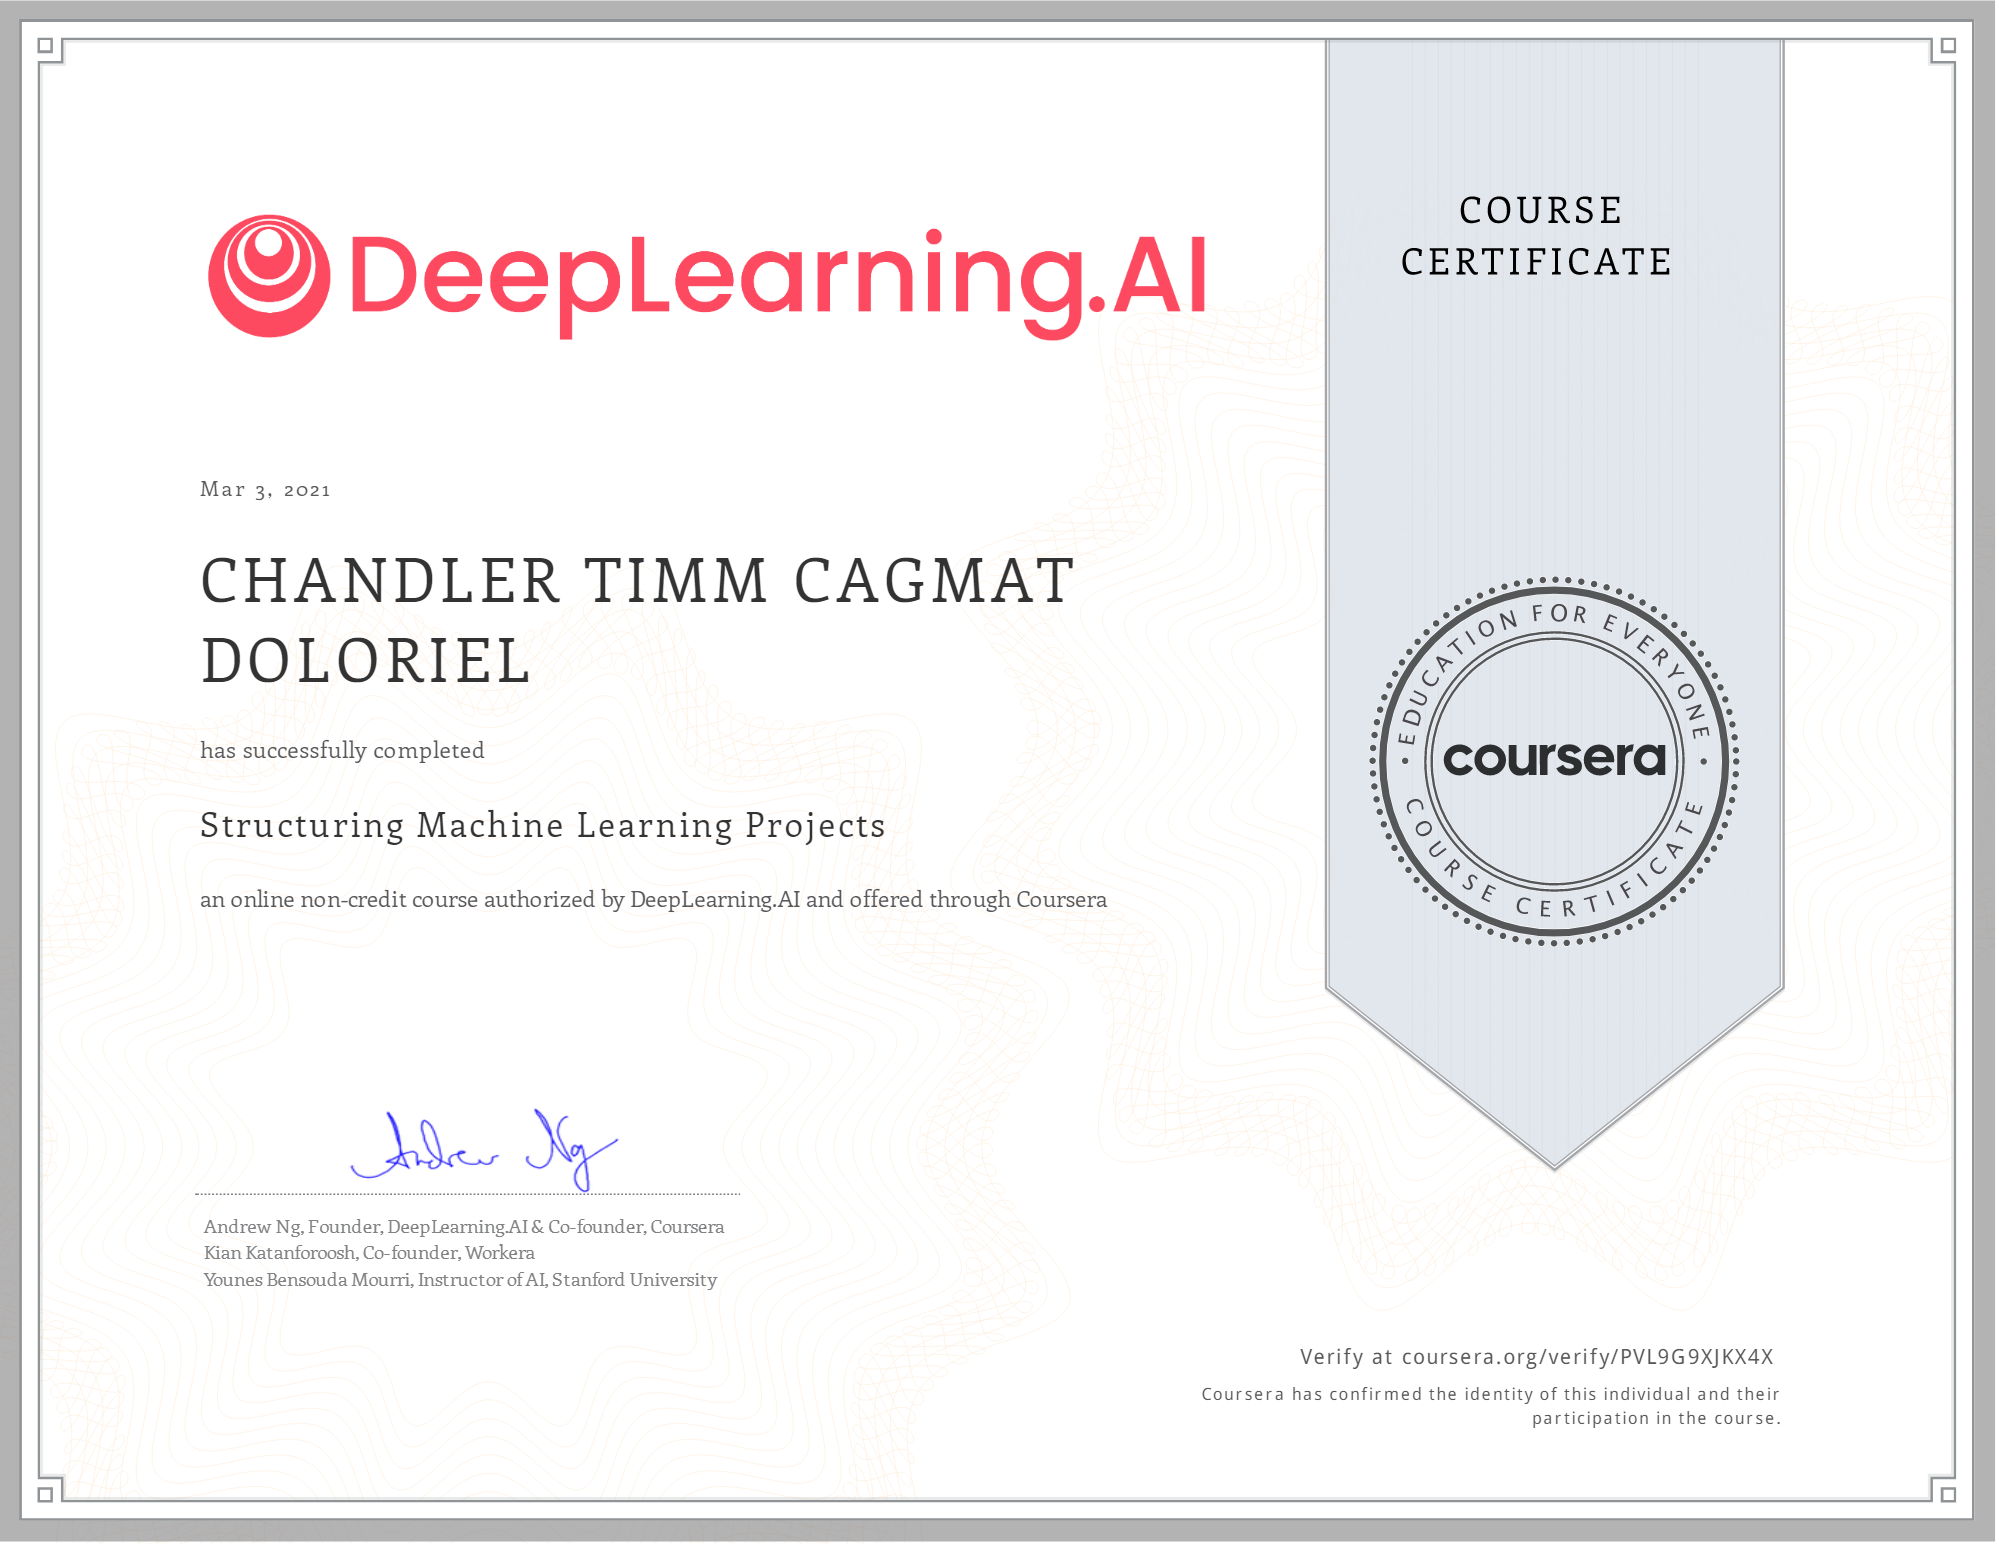 DeepLearning.AI
COURSE
CERTIFICATE
Mar 3, 2021
CHANDLER TIMM CAGMAT
DOLORIEL
has successfully completed
Structuring Machine Learning Projects
an online non-credit course authorized by DeepLearning.AI and offered through Coursera
EDUCATION FOR EVERYONE
coursera
COURSE CERTIFICATE
Andrew Ng
Andrew Ng, Founder, DeepLearning.AI & Co-founder, Coursera
Kian Katanforoosh, Co-founder, Workera
Younes Bensouda Mourri, Instructor of AI, Stanford University
Verify at coursera.org/verify/PVL9G9XJKX4X
Coursera has confirmed the identity of this individual and their
participation in the course.